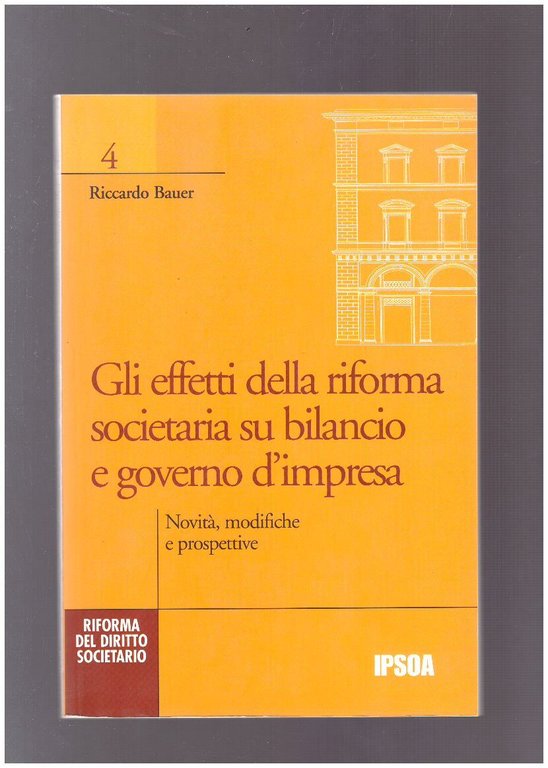 4
Riccardo Bauer
Gli effetti della riforma
societaria su bilancio
e governo d'impresa
Novità, modifiche
e prospettive
RIFORMA
DEL DIRITTO
SOCIETARIO
IPSOA